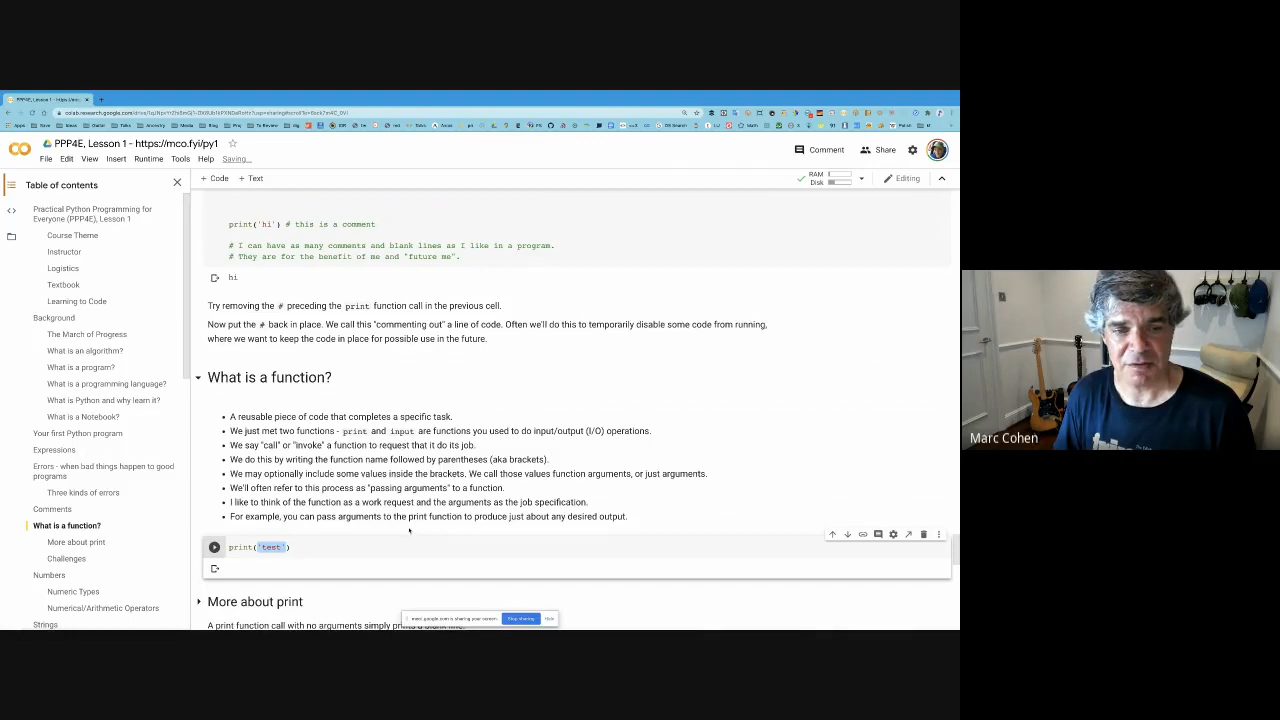 PPP4E, Lesson 1 - https://mco.fyi/py1
File Edit View Insert Runtime Tools Help Saving...
Comment Share
+ Code + Text
RAM
Disk
Editing
Table of contents
Practical Python Programming for
Everyone (PPP4E), Lesson 1
Course Theme
Instructor
Logistics
Textbook
Learning to Code
Background
The March of Progress
What is an algorithm?
What is a program?
What is a programming language?
What is Python and why learn it?
What is a Notebook?
Your first Python program
Expressions
Errors - when bad things happen to good
programs
Three kinds of errors
Comments
What is a function?
More about print
Challenges
Numbers
Numeric Types
Numerical/Arithmetic Operators
Strings
print('hi') # this is a comment
# I can have as many comments and blank lines as I like in a program.
# They are for the benefit of me and "future me".
hi
Try removing the # preceding the print function call in the previous cell.
Now put the # back in place. We call this "commenting out" a line of code. Often we'll do this to temporarily disable some code from running,
where we want to keep the code in place for possible use in the future.
What is a function?
• A reusable piece of code that completes a specific task.
• We just met two functions - print and input are functions you used to do input/output (I/O) operations.
• We say "call" or "invoke" a function to request that it do its job.
• We do this by writing the function name followed by parentheses (aka brackets).
• We may optionally include some values inside the brackets. We call those values function arguments, or just arguments.
• We'll often refer to this process as "passing arguments" to a function.
• I like to think of the function as a work request and the arguments as the job specification.
• For example, you can pass arguments to the print function to produce just about any desired output.
print('test')
More about print
A print function call with no arguments simply prints a blank line.
meet.google.com is sharing your screen. Stop sharing Hide
Marc Cohen